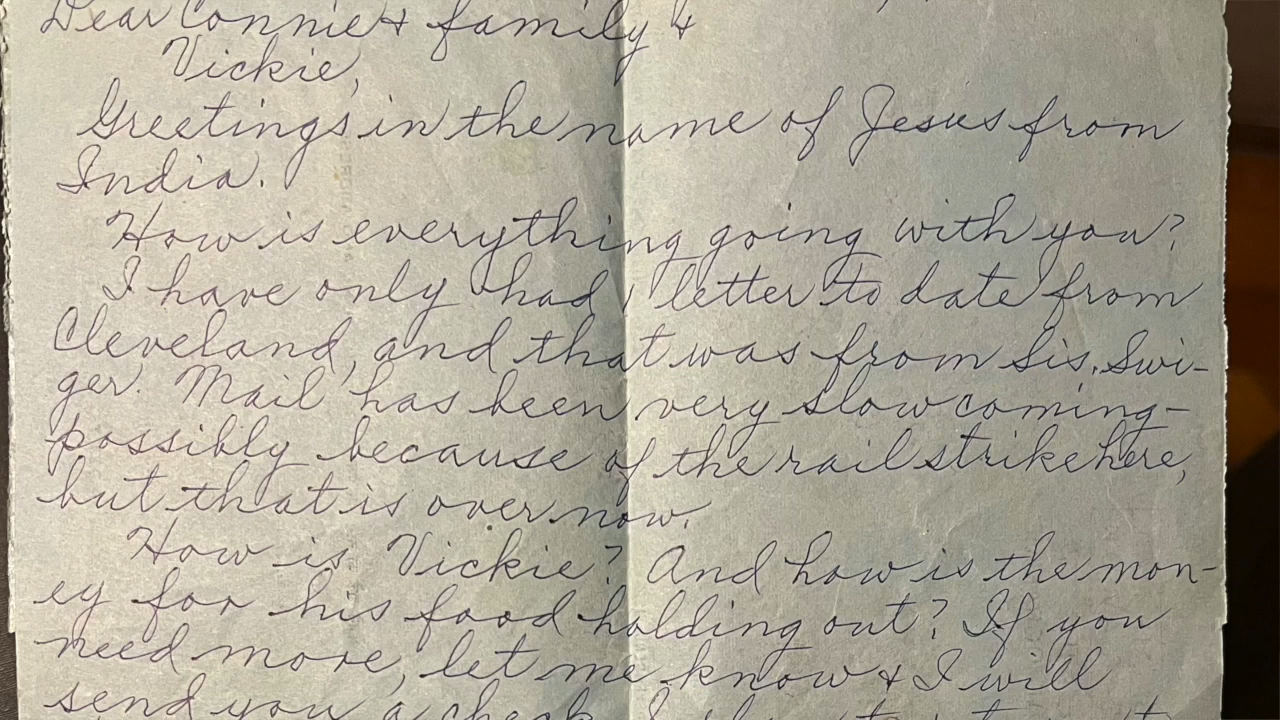 Dear Connie & family &
Vickie,
Greetings in the name of Jesus from
India.
How is everything going with you?
I have only had 1 letter to date from
Cleveland, and that was from Sis. Swi-
ger. Mail has been very slow coming-
possibly because of the rail strike here,
but that is over now.
How is Vickie? And how is the mon-
ey for his food holding out? If you
need more, let me know & I will
send you a check.